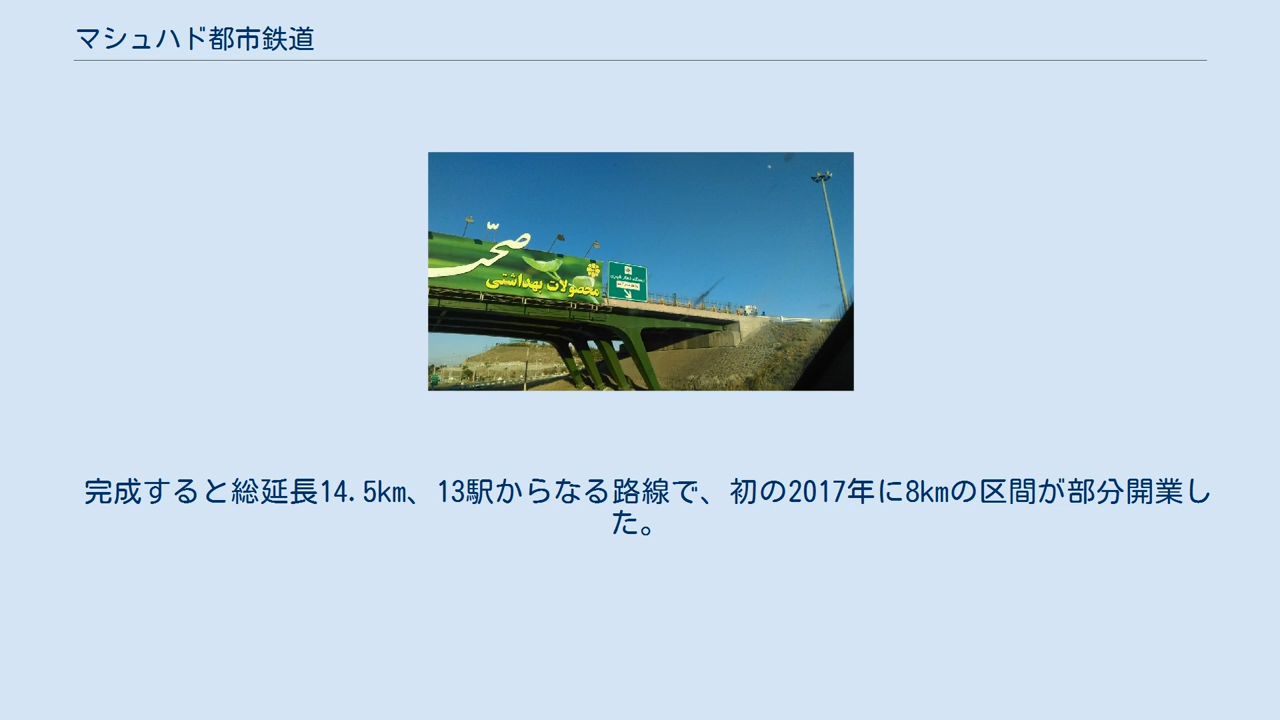 マシュハド都市鉄道
صحّت
محصولات بهداشتی
完成すると総延長14.5km、13駅からなる路線で、初の2017年に8kmの区間が部分開業し
た。